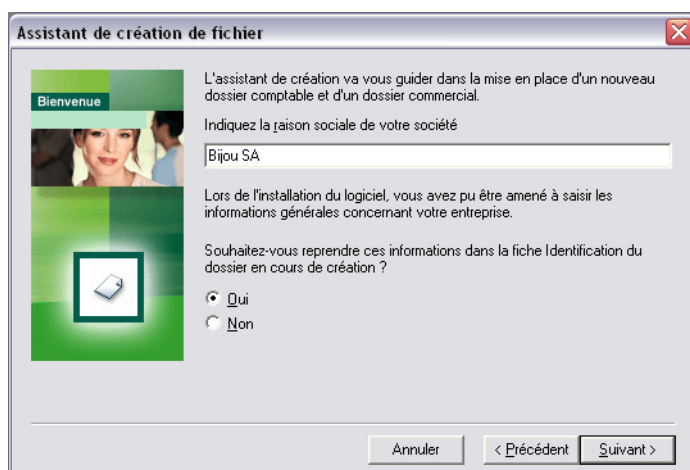 Assistant de création de fichier
Bienvenue
L'assistant de création va vous guider dans la mise en place d'un nouveau
dossier comptable et d'un dossier commercial.
Indiquez la raison sociale de votre société
Bijou SA
Lors de l'installation du logiciel, vous avez pu être amené à saisir les
informations générales concernant votre entreprise.
Souhaitez-vous reprendre ces informations dans la fiche Identification du
dossier en cours de création ?
Oui
Non
Annuler
< Précédent
Suivant >